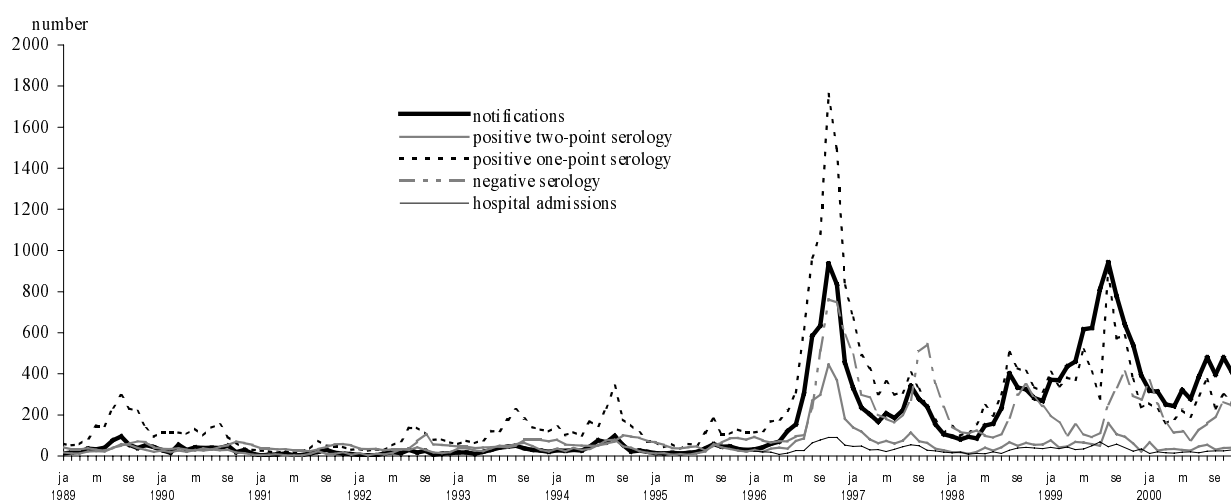 number
2000
1800
1600
1400
1200
1000
800
600
400
200
0
notifications
positive two-point serology
positive one-point serology
negative serology
hospital admissions
ja m se ja m se ja m se ja m se ja m se ja m se ja m se ja m se ja m se ja m se ja m se ja m se
1989 1990 1991 1992 1993 1994 1995 1996 1997 1998 1999 2000